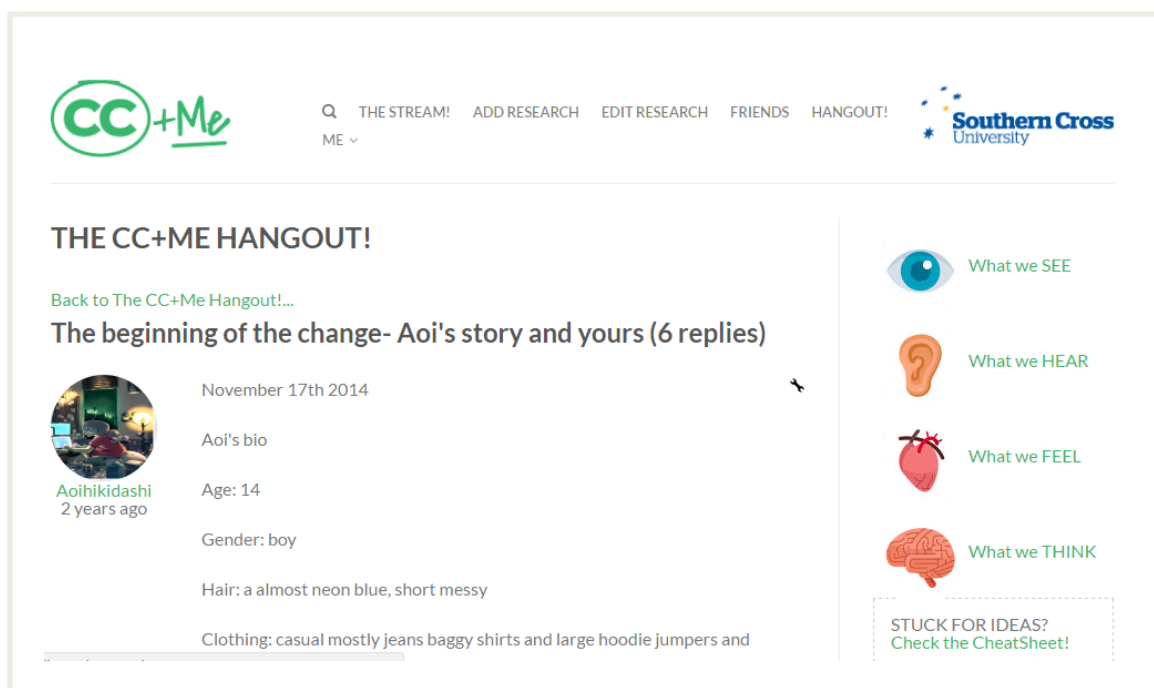 CC+Me
THE STREAM! ADD RESEARCH EDIT RESEARCH FRIENDS HANGOUT!
ME
Southern Cross
University
THE CC+ME HANGOUT!
Back to The CC+Me Hangout!...
The beginning of the change- Aoi's story and yours (6 replies)
Aoihikidashi
2 years ago
November 17th 2014
Aoi's bio
Age: 14
Gender: boy
Hair: a almost neon blue, short messy
Clothing: casual mostly jeans baggy shirts and large hoodie jumpers and
What we SEE
What we HEAR
What we FEEL
What we THINK
STUCK FOR IDEAS?
Check the CheatSheet!